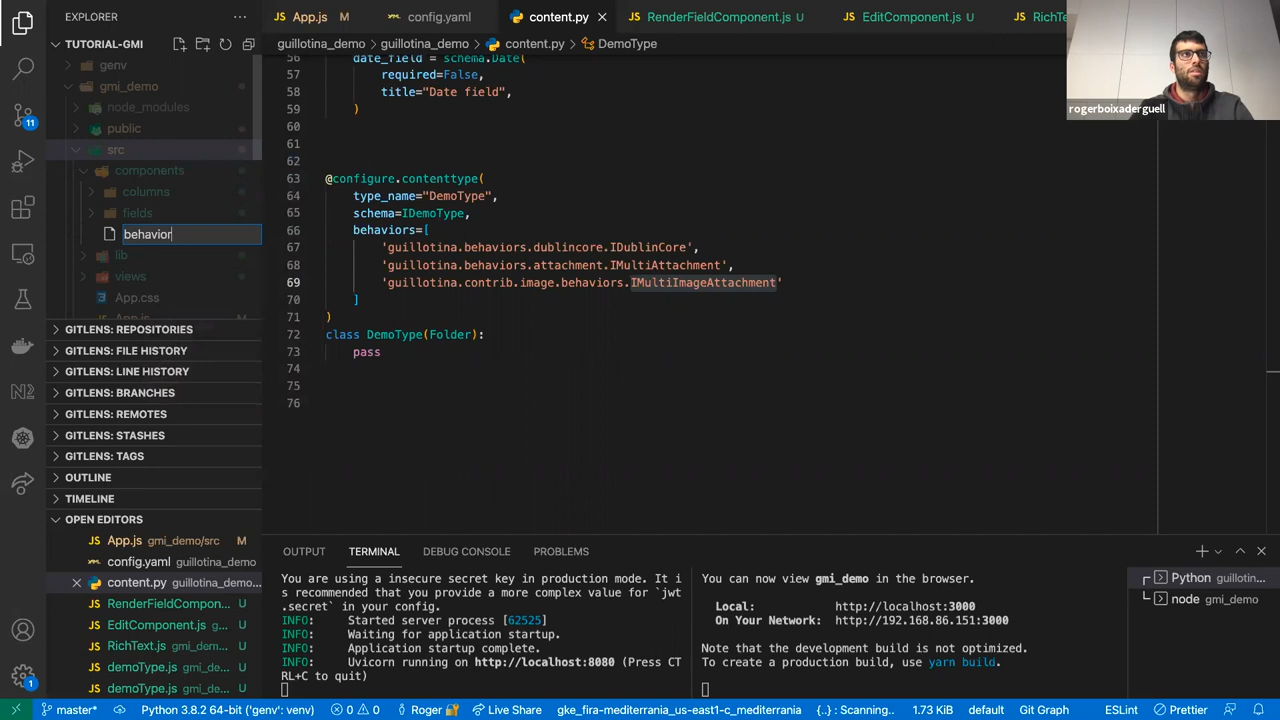 EXPLORER
TUTORIAL-GMI
genv
gmi_demo
node_modules
public
src
components
columns
fields
behavior
lib
views
App.css
GITLENS: REPOSITORIES
GITLENS: FILE HISTORY
GITLENS: LINE HISTORY
GITLENS: BRANCHES
GITLENS: REMOTES
GITLENS: STASHES
GITLENS: TAGS
OUTLINE
TIMELINE
OPEN EDITORS
App.js gmi_demo/src M
config.yaml guillotina_demo
content.py guillotina_demo...
RenderFieldCompon... U
EditComponent.js g... U
RichText.js gmi_dem... U
demoType.js gmi_de... U
demoType.js gmi_de... U
11
1
App.js M
config.yaml
content.py
RenderFieldComponent.js U
EditComponent.js U
RichTe
guillotina_demo > guillotina_demo > content.py > DemoType
56 date_field = schema.Date(
57 required=False,
58 title="Date field",
59 )
60
61
62
63 @configure.contenttype(
64 type_name="DemoType",
65 schema=IDemoType,
66 behaviors=[
67 'guillotina.behaviors.dublincore.IDublinCore',
68 'guillotina.behaviors.attachment.IMultiAttachment',
69 'guillotina.contrib.image.behaviors.IMultiImageAttachment'
70 ]
71 )
72 class DemoType(Folder):
73 pass
74
75
76
rogerboixaderguell
OUTPUT TERMINAL DEBUG CONSOLE PROBLEMS
You are using a insecure secret key in production mode. It i
s recommended that you provide a more complex value for `jwt
.secret` in your config.
INFO: Started server process [62525]
INFO: Waiting for application startup.
INFO: Application startup complete.
INFO: Uvicorn running on http://localhost:8080 (Press CT
RL+C to quit)
You can now view gmi_demo in the browser.
Local: http://localhost:3000
On Your Network: http://192.168.86.151:3000
Note that the development build is not optimized.
To create a production build, use yarn build.
Python guillotin...
node gmi_demo
master* Python 3.8.2 64-bit ('genv': venv) 0 0 Roger Live Share gke_fira-mediterrania_us-east1-c_mediterrania {..} : Scanning... 1.73 KiB default Git Graph ESLint Prettier